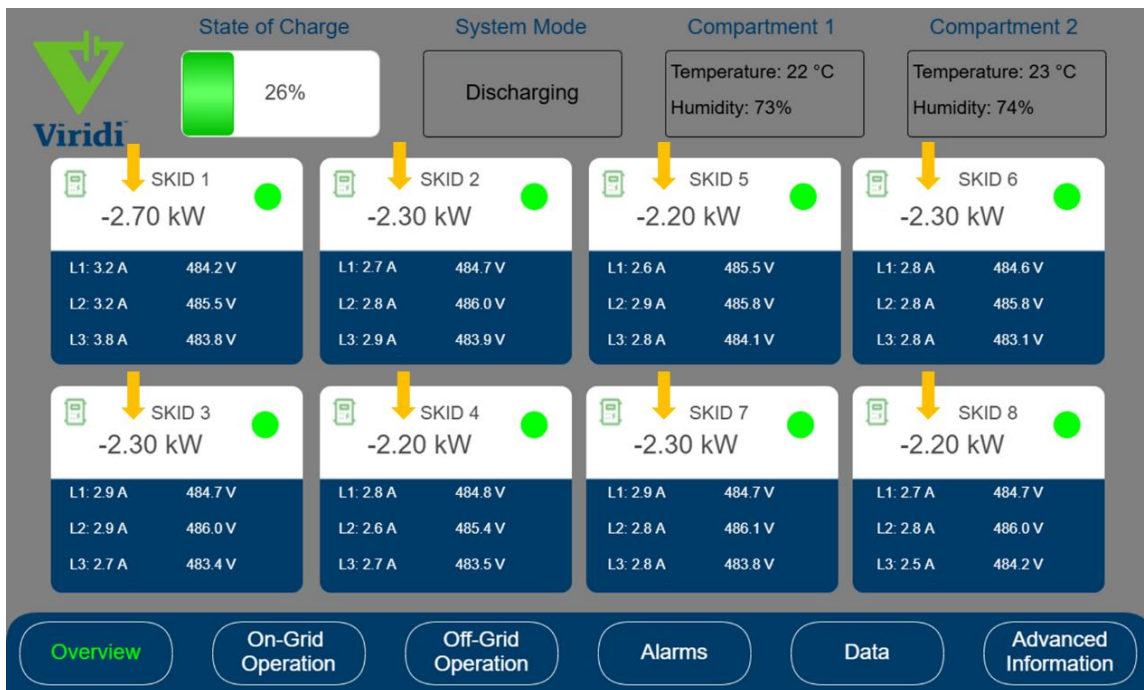 State of Charge
System Mode
Compartment 1
Compartment 2
26%
Discharging
Temperature: 22 °C
Humidity: 73%
Temperature: 23 °C
Humidity: 74%
Viridi
SKID 1
-2.70 kW
L1: 3.2 A 484.2 V
L2: 3.2 A 485.5 V
L3: 3.8 A 483.8 V
SKID 2
-2.30 kW
L1: 2.7 A 484.7 V
L2: 2.8 A 486.0 V
L3: 2.9 A 483.9 V
SKID 5
-2.20 kW
L1: 2.6 A 485.5 V
L2: 2.9 A 485.8 V
L3: 2.8 A 484.1 V
SKID 6
-2.30 kW
L1: 2.8 A 484.6 V
L2: 2.8 A 485.8 V
L3: 2.8 A 483.1 V
SKID 3
-2.30 kW
L1: 2.9 A 484.7 V
L2: 2.9 A 486.0 V
L3: 2.7 A 483.4 V
SKID 4
-2.20 kW
L1: 2.8 A 484.8 V
L2: 2.6 A 485.4 V
L3: 2.7 A 483.5 V
SKID 7
-2.30 kW
L1: 2.9 A 484.7 V
L2: 2.8 A 486.1 V
L3: 2.8 A 483.8 V
SKID 8
-2.20 kW
L1: 2.7 A 484.7 V
L2: 2.8 A 486.0 V
L3: 2.5 A 484.2 V
Overview
On-Grid
Operation
Off-Grid
Operation
Alarms
Data
Advanced
Information